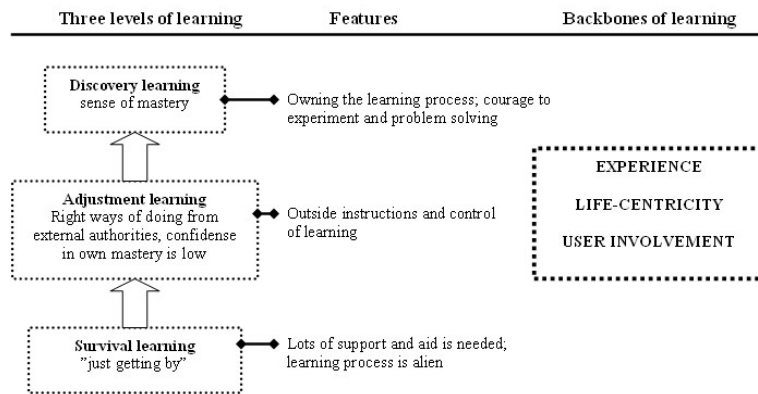 Three levels of learning
Features
Backbones of learning
Discovery learning
sense of mastery
Owning the learning process; courage to
experiment and problem solving
Adjustment learning
Right ways of doing from
external authorities, confidense
in own mastery is low
Outside instructions and control
of learning
EXPERIENCE
LIFE-CENTRICITY
USER INVOLVEMENT
Survival learning
"just getting by"
Lots of support and aid is needed;
learning process is alien